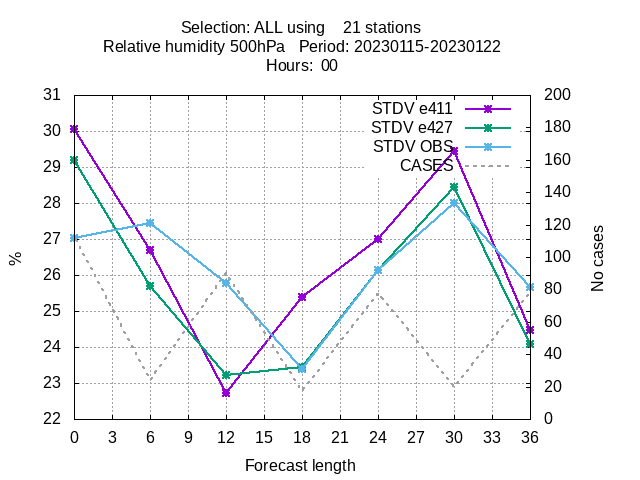 Selection: ALL using 21 stations
Relative humidity 500hPa Period: 20230115-20230122
Hours: 00
STDV e411
STDV e427
STDV OBS
CASES
31
30
29
28
27
26
25
24
23
22
200
180
160
140
120
100
80
60
40
20
0
%
No cases
0 3 6 9 12 15 18 21 24 27 30 33 36
Forecast length